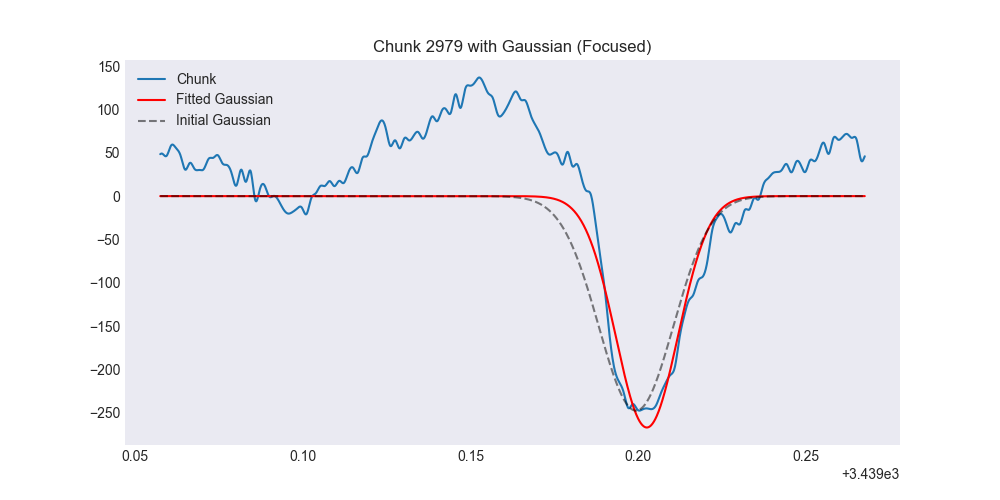 Chunk 2979 with Gaussian (Focused)
150
100
50
0
−50
−100
−150
−200
−250
Chunk
Fitted Gaussian
Initial Gaussian
0.05 0.10 0.15 0.20 0.25
+3.439e3